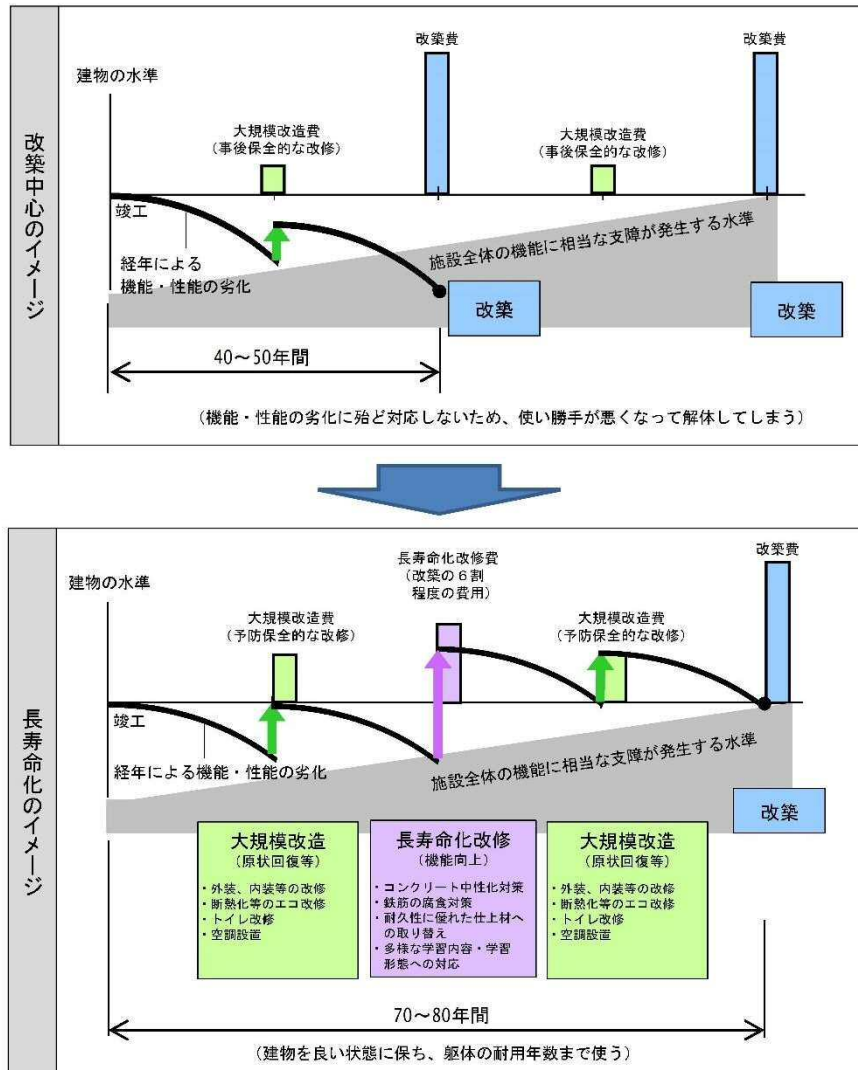 改築中心のイメージ
建物の水準
改築費
改築費
大規模改造費
(事後保全的な改修)
大規模改造費
(事後保全的な改修)
竣工
経年による
機能・性能の劣化
施設全体の機能に相当な支障が発生する水準
改築
改築
40～50年間
(機能・性能の劣化に殆ど対応しないため、使い勝手が悪くなって解体してしまう)
長寿命化のイメージ
建物の水準
長寿命化改修費
(改築の6割
程度の費用)
改築費
大規模改造費
(予防保全的な改修)
大規模改造費
(予防保全的な改修)
竣工
経年による機能・性能の劣化
施設全体の機能に相当な支障が発生する水準
改築
大規模改造
(原状回復等)
・外装、内装等の改修
・断熱化等のエコ改修
・トイレ改修
・空調設置
長寿命化改修
(機能向上)
・コンクリート中性化対策
・鉄筋の腐食対策
・耐久性に優れた仕上材へ
の取り替え
・多様な学習内容・学習
形態への対応
大規模改造
(原状回復等)
・外装、内装等の改修
・断熱化等のエコ改修
・トイレ改修
・空調設置
70～80年間
(建物を良い状態に保ち、躯体の耐用年数まで使う)